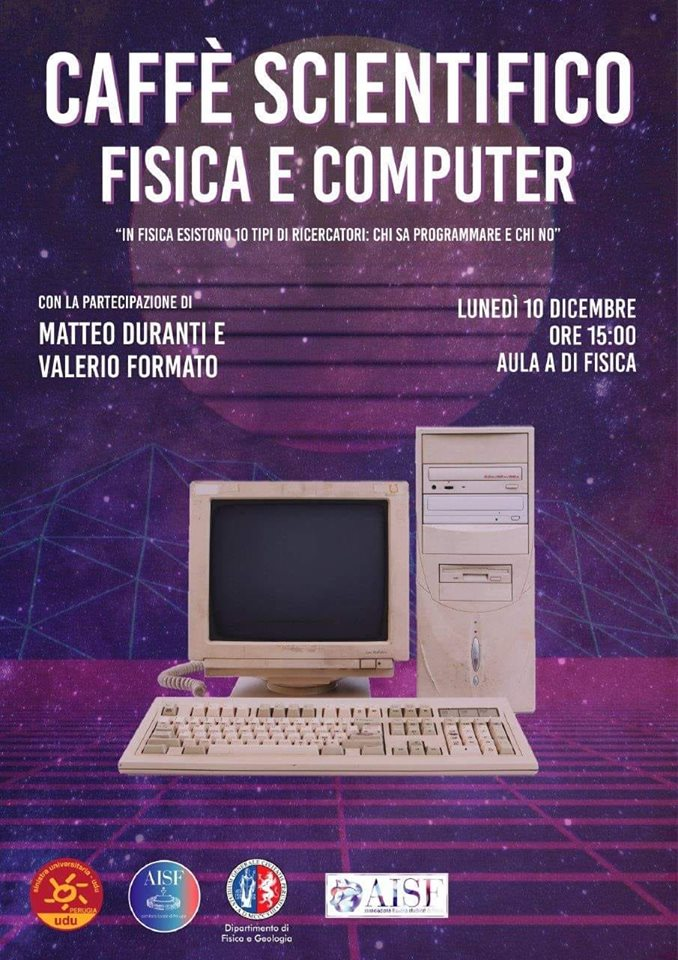 CAFFÈ SCIENTIFICO
FISICA E COMPUTER
“IN FISICA ESISTONO 10 TIPI DI RICERCATORI: CHI SA PROGRAMMARE E CHI NO”
CON LA PARTECIPAZIONE DI
MATTEO DURANTI E
VALERIO FORMATO
LUNEDÌ 10 DICEMBRE
ORE 15:00
AULA A DI FISICA
sinistra universitaria - udu
PERUGIA
udu
AISF
Dipartimento di
Fisica e Geologia
AISF